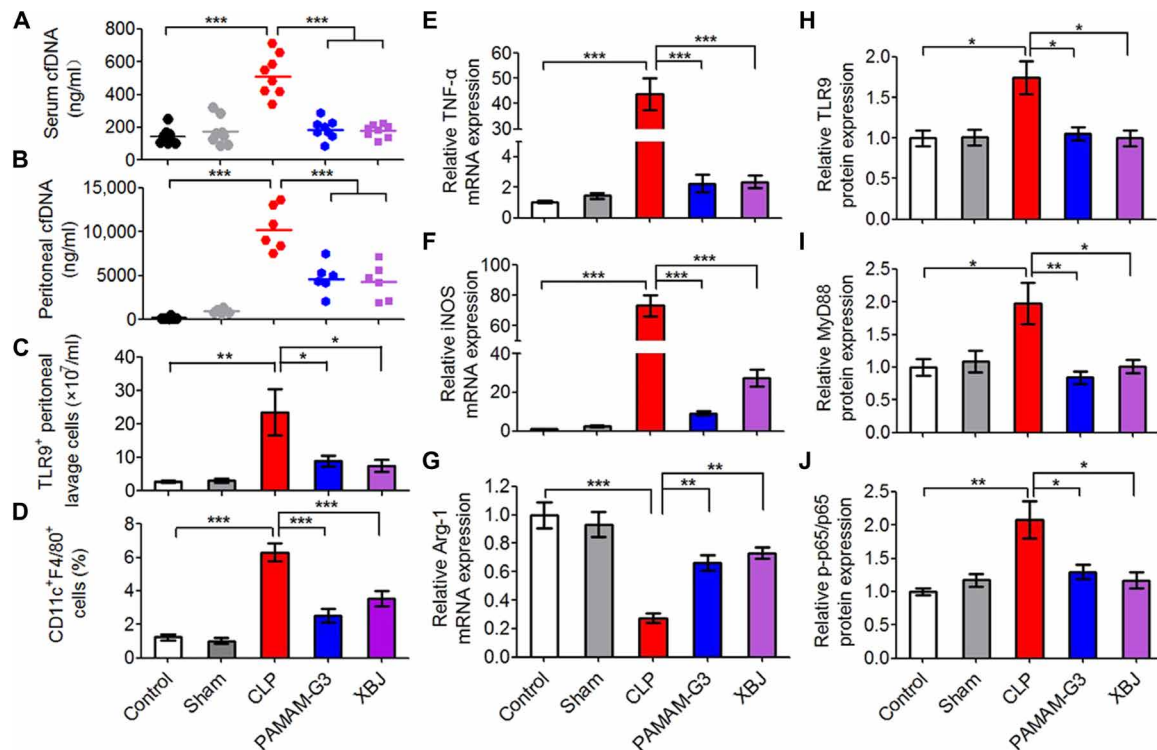 A
Serum cfDNA
(ng/ml)
800
600
400
200
0
***
***
B
Peritoneal cfDNA
(ng/ml)
15,000
10,000
5000
0
***
***
C
TLR9+ peritoneal
lavage cells (×10⁷/ml)
40
30
20
10
0
**
*
*
D
CD11c+F4/80+
cells (%)
8
6
4
2
0
***
***
***
Control
Sham
CLP
PAMAM-G3
XBJ
E
Relative TNF-α
mRNA expression
60
50
40
30
6
4
2
0
***
***
***
F
Relative iNOS
mRNA expression
100
80
60
40
20
0
***
***
***
G
Relative Arg-1
mRNA expression
1.2
1.0
0.8
0.6
0.4
0.2
0.0
***
**
**
Control
Sham
CLP
PAMAM-G3
XBJ
H
Relative TLR9
protein expression
2.0
1.5
1.0
0.5
0.0
*
*
*
I
Relative MyD88
protein expression
2.5
2.0
1.5
1.0
0.5
0.0
*
**
*
J
Relative p-p65/p65
protein expression
2.5
2.0
1.5
1.0
0.5
0.0
**
*
*
Control
Sham
CLP
PAMAM-G3
XBJ